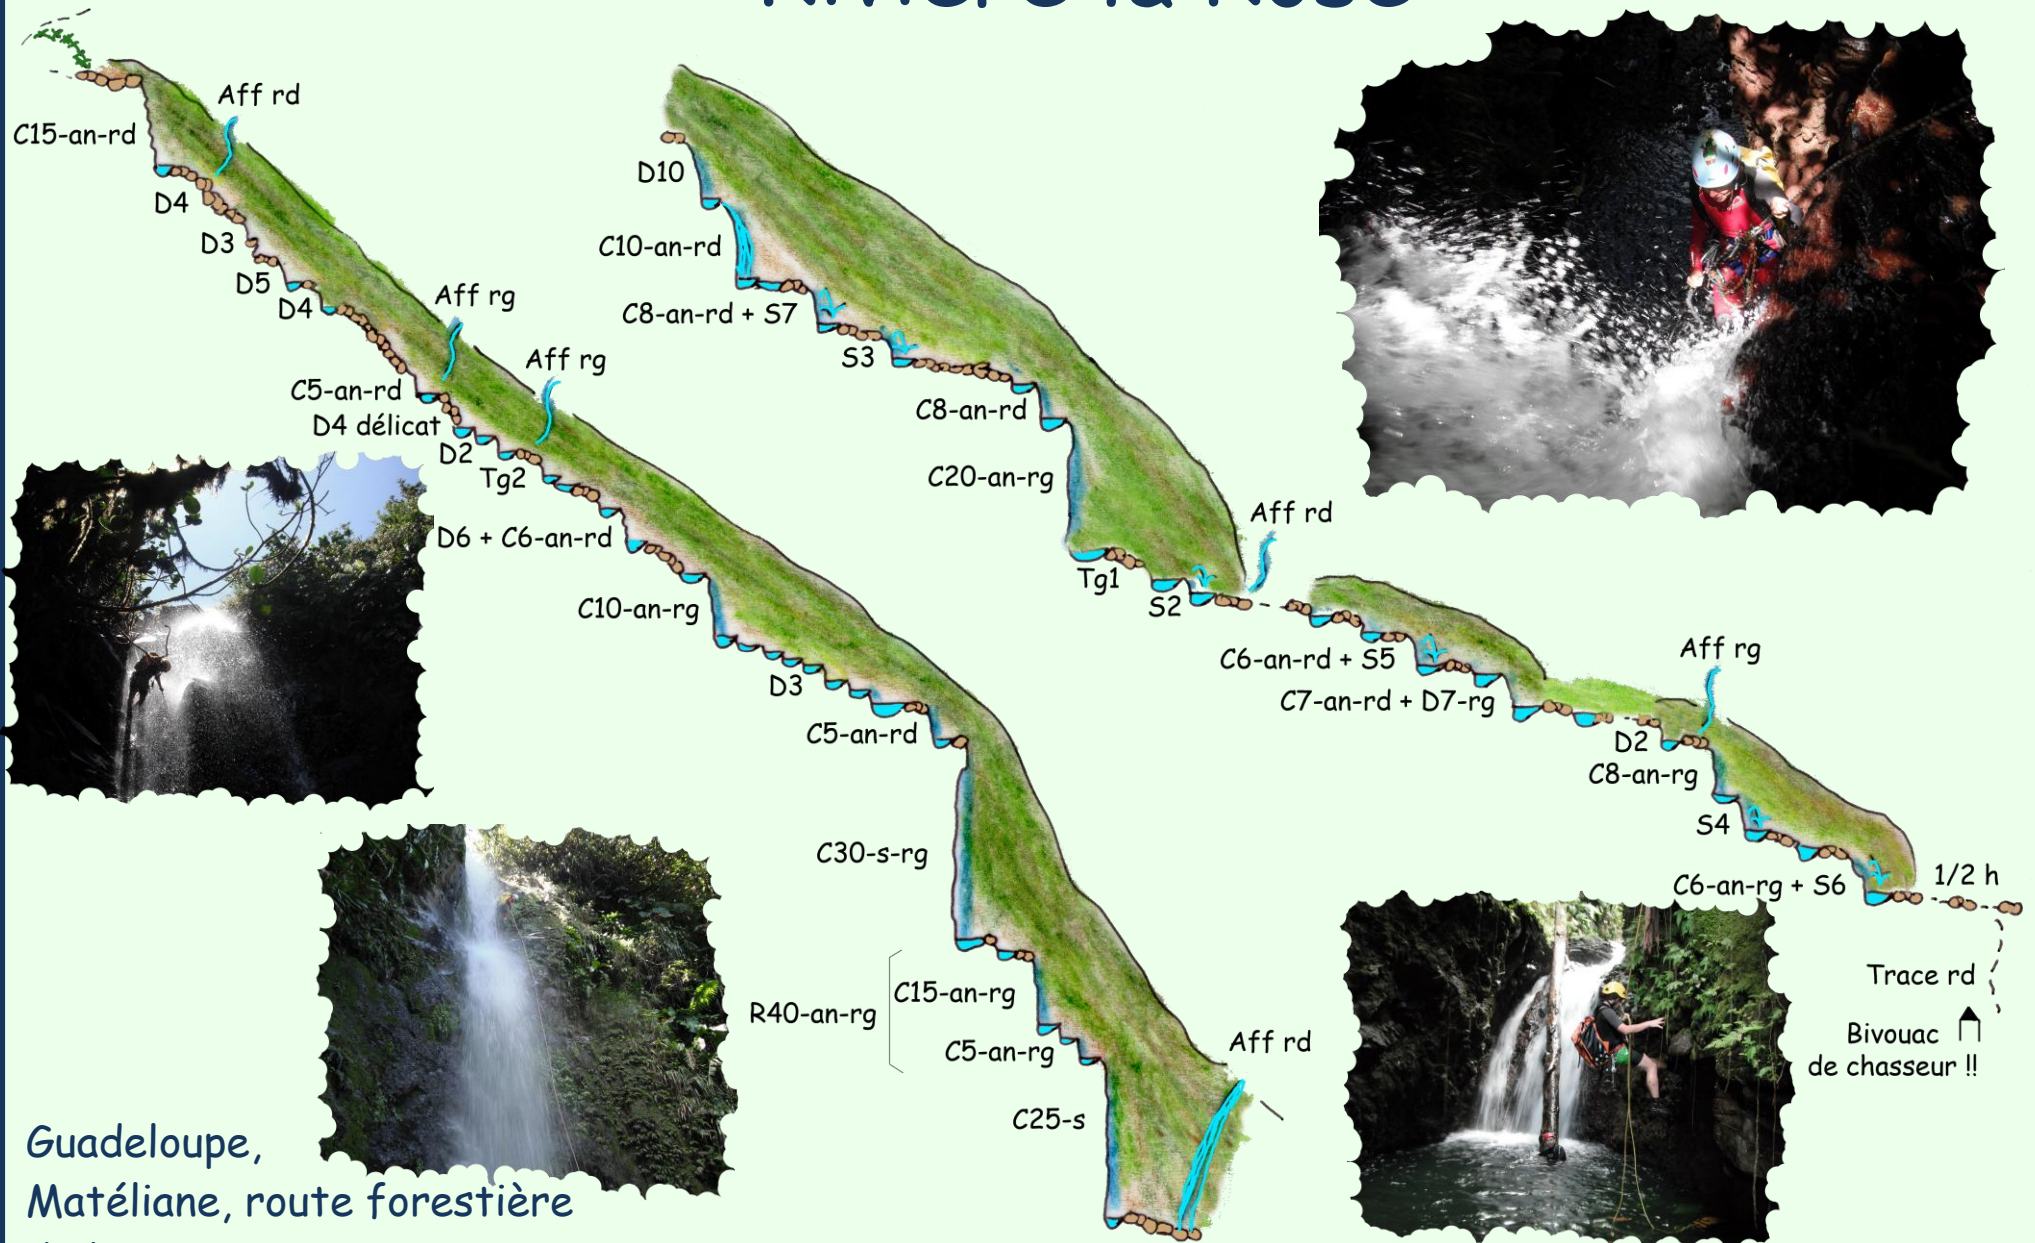 Rivière la Rose
Aff rd
C15-an-rd
D4
D3
D5
D4
Aff rg
Aff rg
C5-an-rd
D4 délicat
D2
Tg2
D6 + C6-an-rd
C10-an-rg
D3
C5-an-rd
C30-s-rg
R40-an-rg
C15-an-rg
C5-an-rg
C25-s
Aff rd
D10
C10-an-rd
C8-an-rd + S7
S3
C8-an-rd
C20-an-rg
Tg1
S2
Aff rd
C6-an-rd + S5
C7-an-rd + D7-rg
Aff rg
D2
C8-an-rg
S4
C6-an-rg + S6
1/2 h
Trace rd
Bivouac
de chasseur !!
Guadeloupe,
Matéliane, route forestière